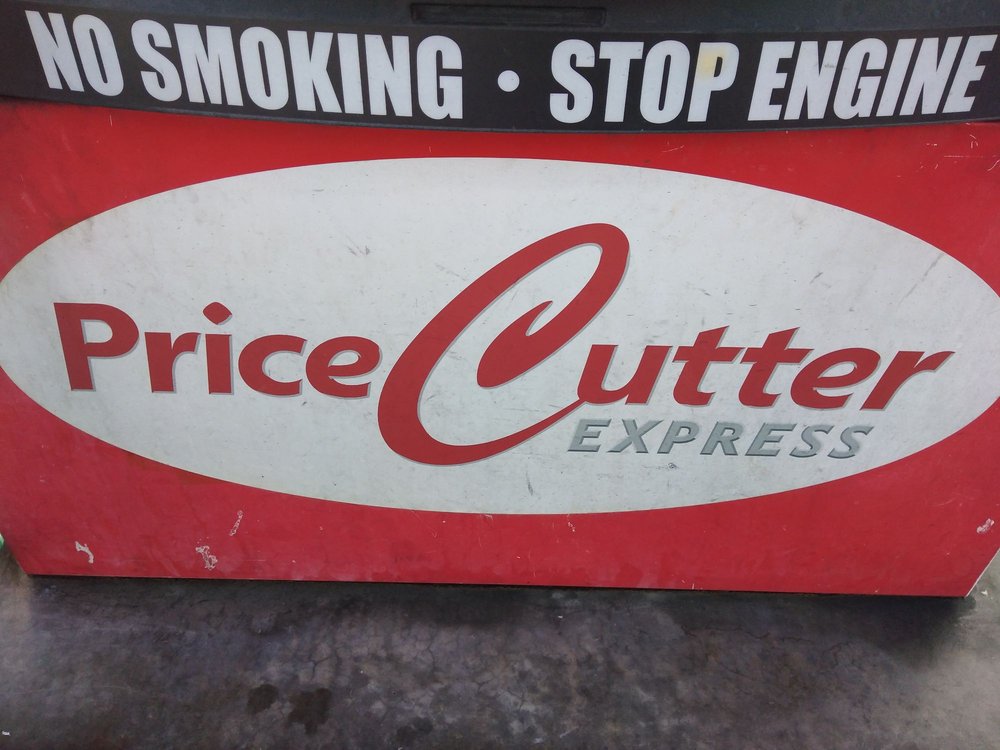 NO SMOKING • STOP ENGINE
Price Cutter
EXPRESS